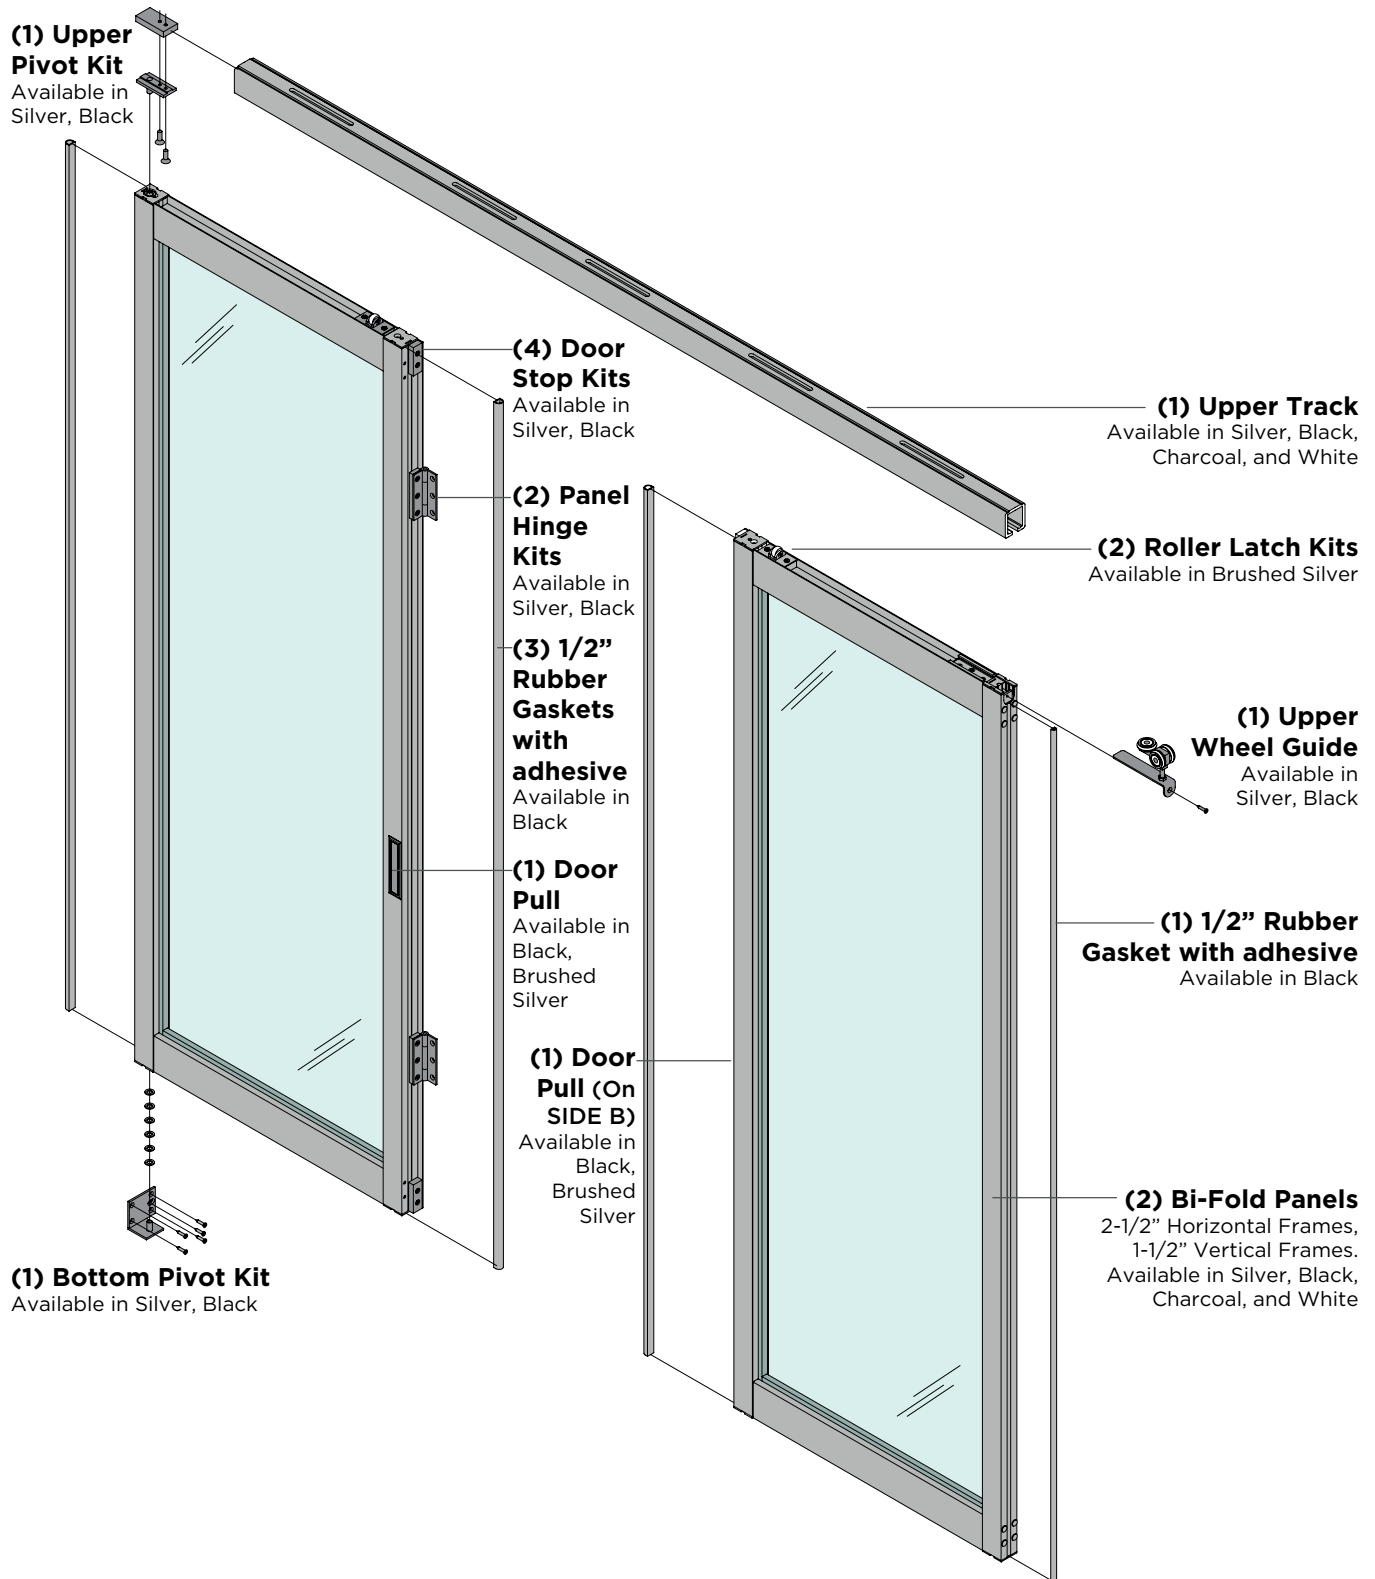 (1) Upper
Pivot Kit
Available in
Silver, Black
(4) Door
Stop Kits
Available in
Silver, Black
(2) Panel
Hinge
Kits
Available in
Silver, Black
(3) 1/2”
Rubber
Gaskets
with
adhesive
Available in
Black
(1) Door
Pull
Available in
Black,
Brushed
Silver
(1) Bottom Pivot Kit
Available in Silver, Black
(1) Door
Pull (On
SIDE B)
Available in
Black,
Brushed
Silver
(1) Upper Track
Available in Silver, Black,
Charcoal, and White
(2) Roller Latch Kits
Available in Brushed Silver
(1) Upper
Wheel Guide
Available in
Silver, Black
(1) 1/2” Rubber
Gasket with adhesive
Available in Black
(2) Bi-Fold Panels
2-1/2” Horizontal Frames,
1-1/2” Vertical Frames.
Available in Silver, Black,
Charcoal, and White